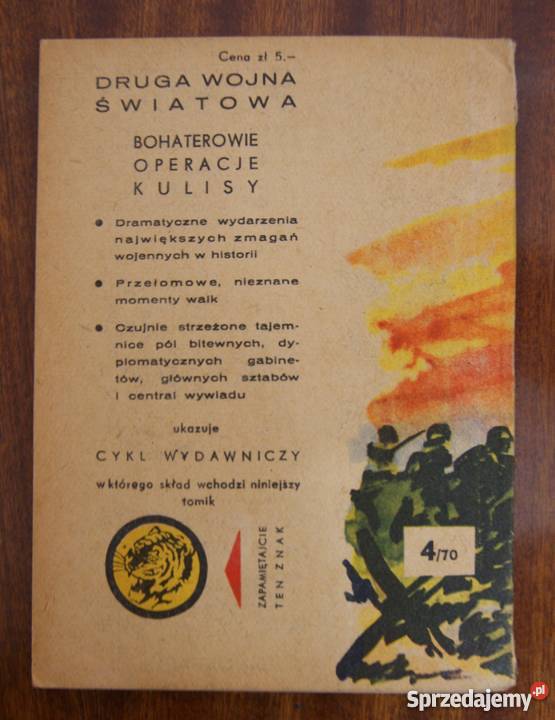 Cena zł 5.–
DRUGA WOJNA
ŚWIATOWA
BOHATEROWIE
OPERACJE
KULISY
• Dramatyczne wydarzenia
największych zmagań
wojennych w historii
• Przełomowe, nieznane
momenty walk
• Czujnie strzeżone tajem-
nice pól bitewnych, dy-
plomatycznych gabine-
tów, głównych sztabów
i central wywiadu
ukazuje
CYKL WYDAWNICZY
w którego skład wchodzi niniejszy
tomik
ZAPAMIĘTAJCIE
TEN ZNAK
4/70
Sprzedajemy.pl